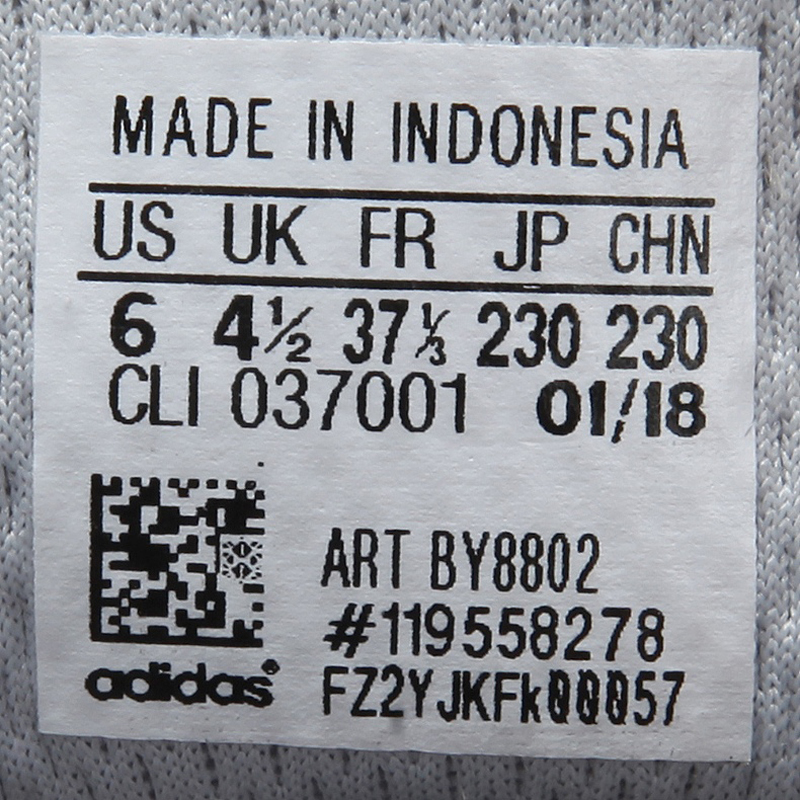 MADE IN INDONESIA
US UK FR JP CHN
6 4½ 37⅓ 230 230
CLI 037001 01/18
ART BY8802
#119558278
adidas® FZ2YJKFk00057